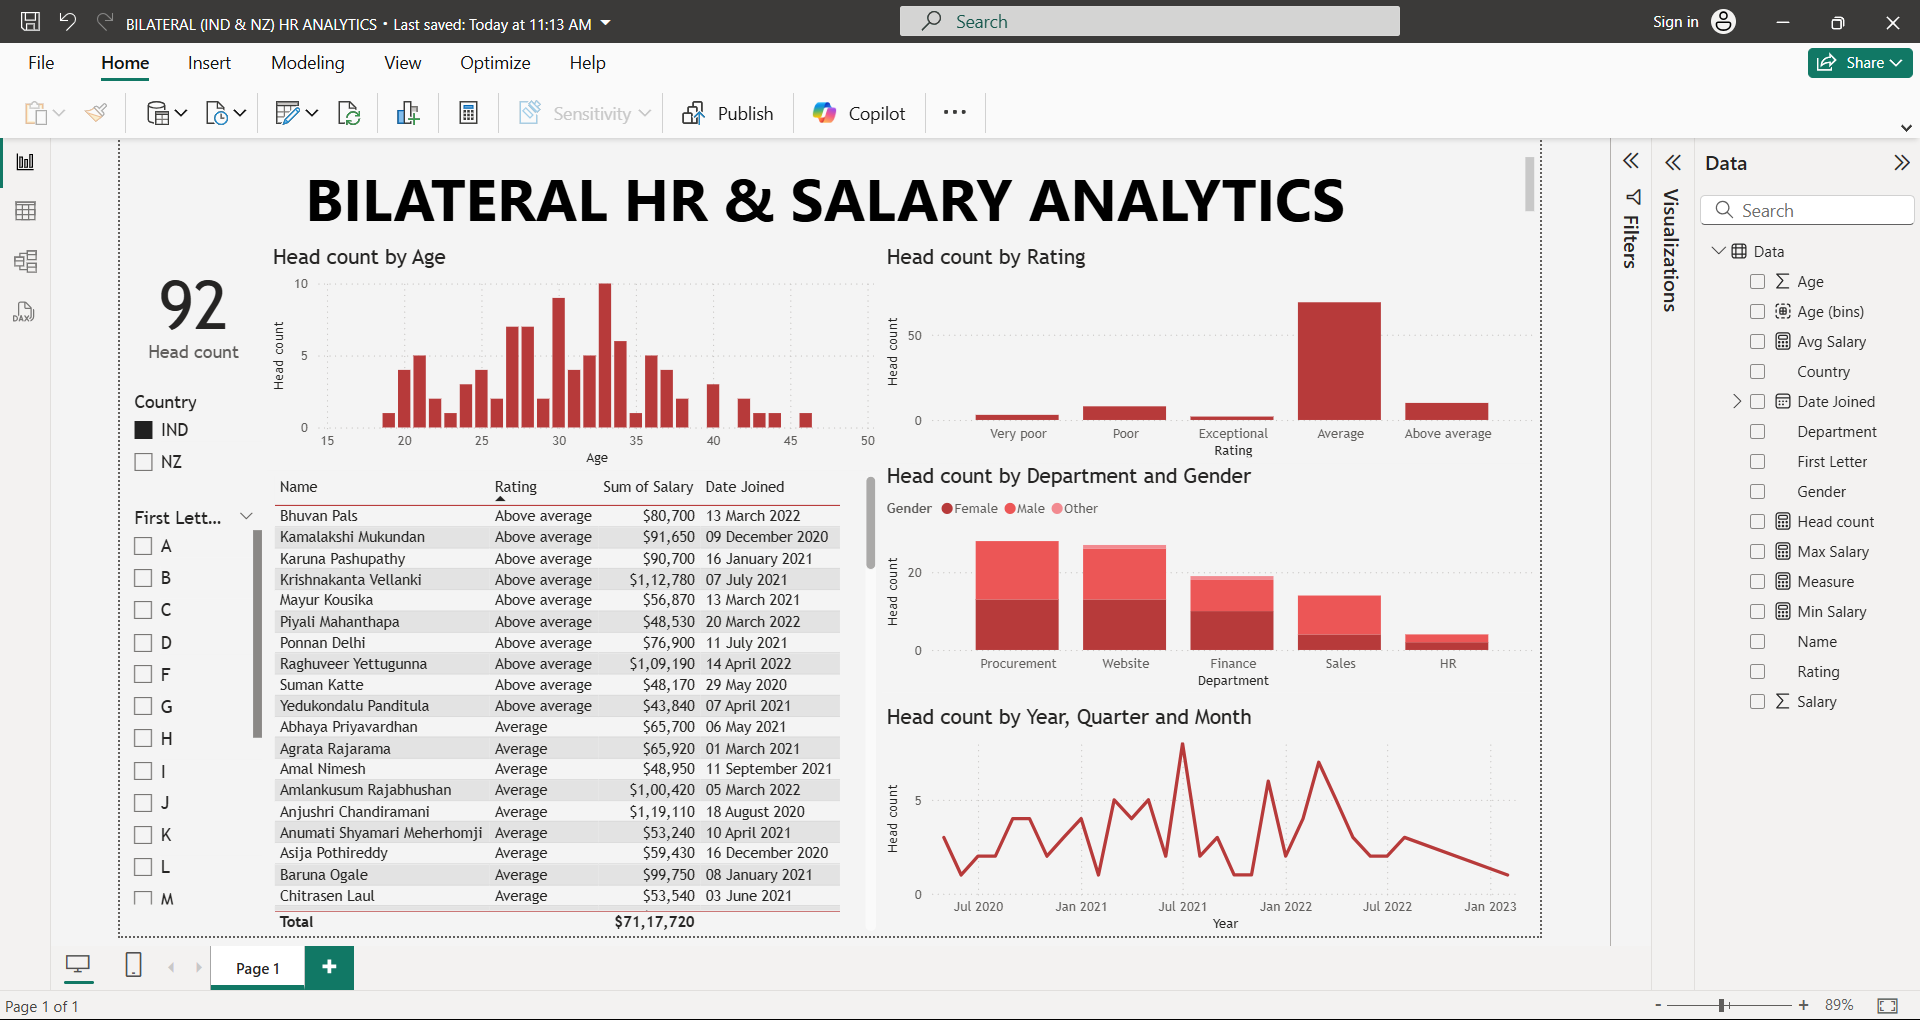 BILATERAL (IND & NZ) HR ANALYTICS • Last saved: Today at 11:13 AM
Search
Sign in
File Home Insert Modeling View Optimize Help
Share
Sensitivity
Publish
Copilot
BILATERAL HR & SALARY ANALYTICS
92
Head count
Country
IND
NZ
First Lett...
A
B
C
D
F
G
H
I
J
K
L
M
Head count by Age
Head count
10
5
0
15 20 25 30 35 40 45 50
Age
Name Rating Sum of Salary Date Joined
Bhuvan Pals Above average $80,700 13 March 2022
Kamalakshi Mukundan Above average $91,650 09 December 2020
Karuna Pashupathy Above average $90,700 16 January 2021
Krishnakanta Vellanki Above average $1,12,780 07 July 2021
Mayur Kousika Above average $56,870 13 March 2021
Piyali Mahanthapa Above average $48,530 20 March 2022
Ponnan Delhi Above average $76,900 11 July 2021
Raghuveer Yettugunna Above average $1,09,190 14 April 2022
Suman Katte Above average $48,170 29 May 2020
Yedukondalu Panditula Above average $43,840 07 April 2021
Abhaya Priyavardhan Average $65,700 06 May 2021
Agrata Rajarama Average $65,920 01 March 2021
Amal Nimesh Average $48,950 11 September 2021
Amlankusum Rajabhushan Average $1,00,420 05 March 2022
Anjushri Chandiramani Average $1,19,110 18 August 2020
Anumati Shyamari Meherhomji Average $53,240 10 April 2021
Asija Pothireddy Average $59,430 16 December 2020
Baruna Ogale Average $99,750 08 January 2021
Chitrasen Laul Average $53,540 03 June 2021
Total $71,17,720
Head count by Rating
Head count
50
0
Very poor Poor Exceptional Average Above average
Rating
Head count by Department and Gender
Gender Female Male Other
Head count
20
0
Procurement Website Finance Sales HR
Department
Head count by Year, Quarter and Month
Head count
5
0
Jul 2020 Jan 2021 Jul 2021 Jan 2022 Jul 2022 Jan 2023
Year
Filters
Visualizations
Data
Search
Data
Age
Age (bins)
Avg Salary
Country
Date Joined
Department
First Letter
Gender
Head count
Max Salary
Measure
Min Salary
Name
Rating
Salary
DAX
Page 1
Page 1 of 1
- + 89%